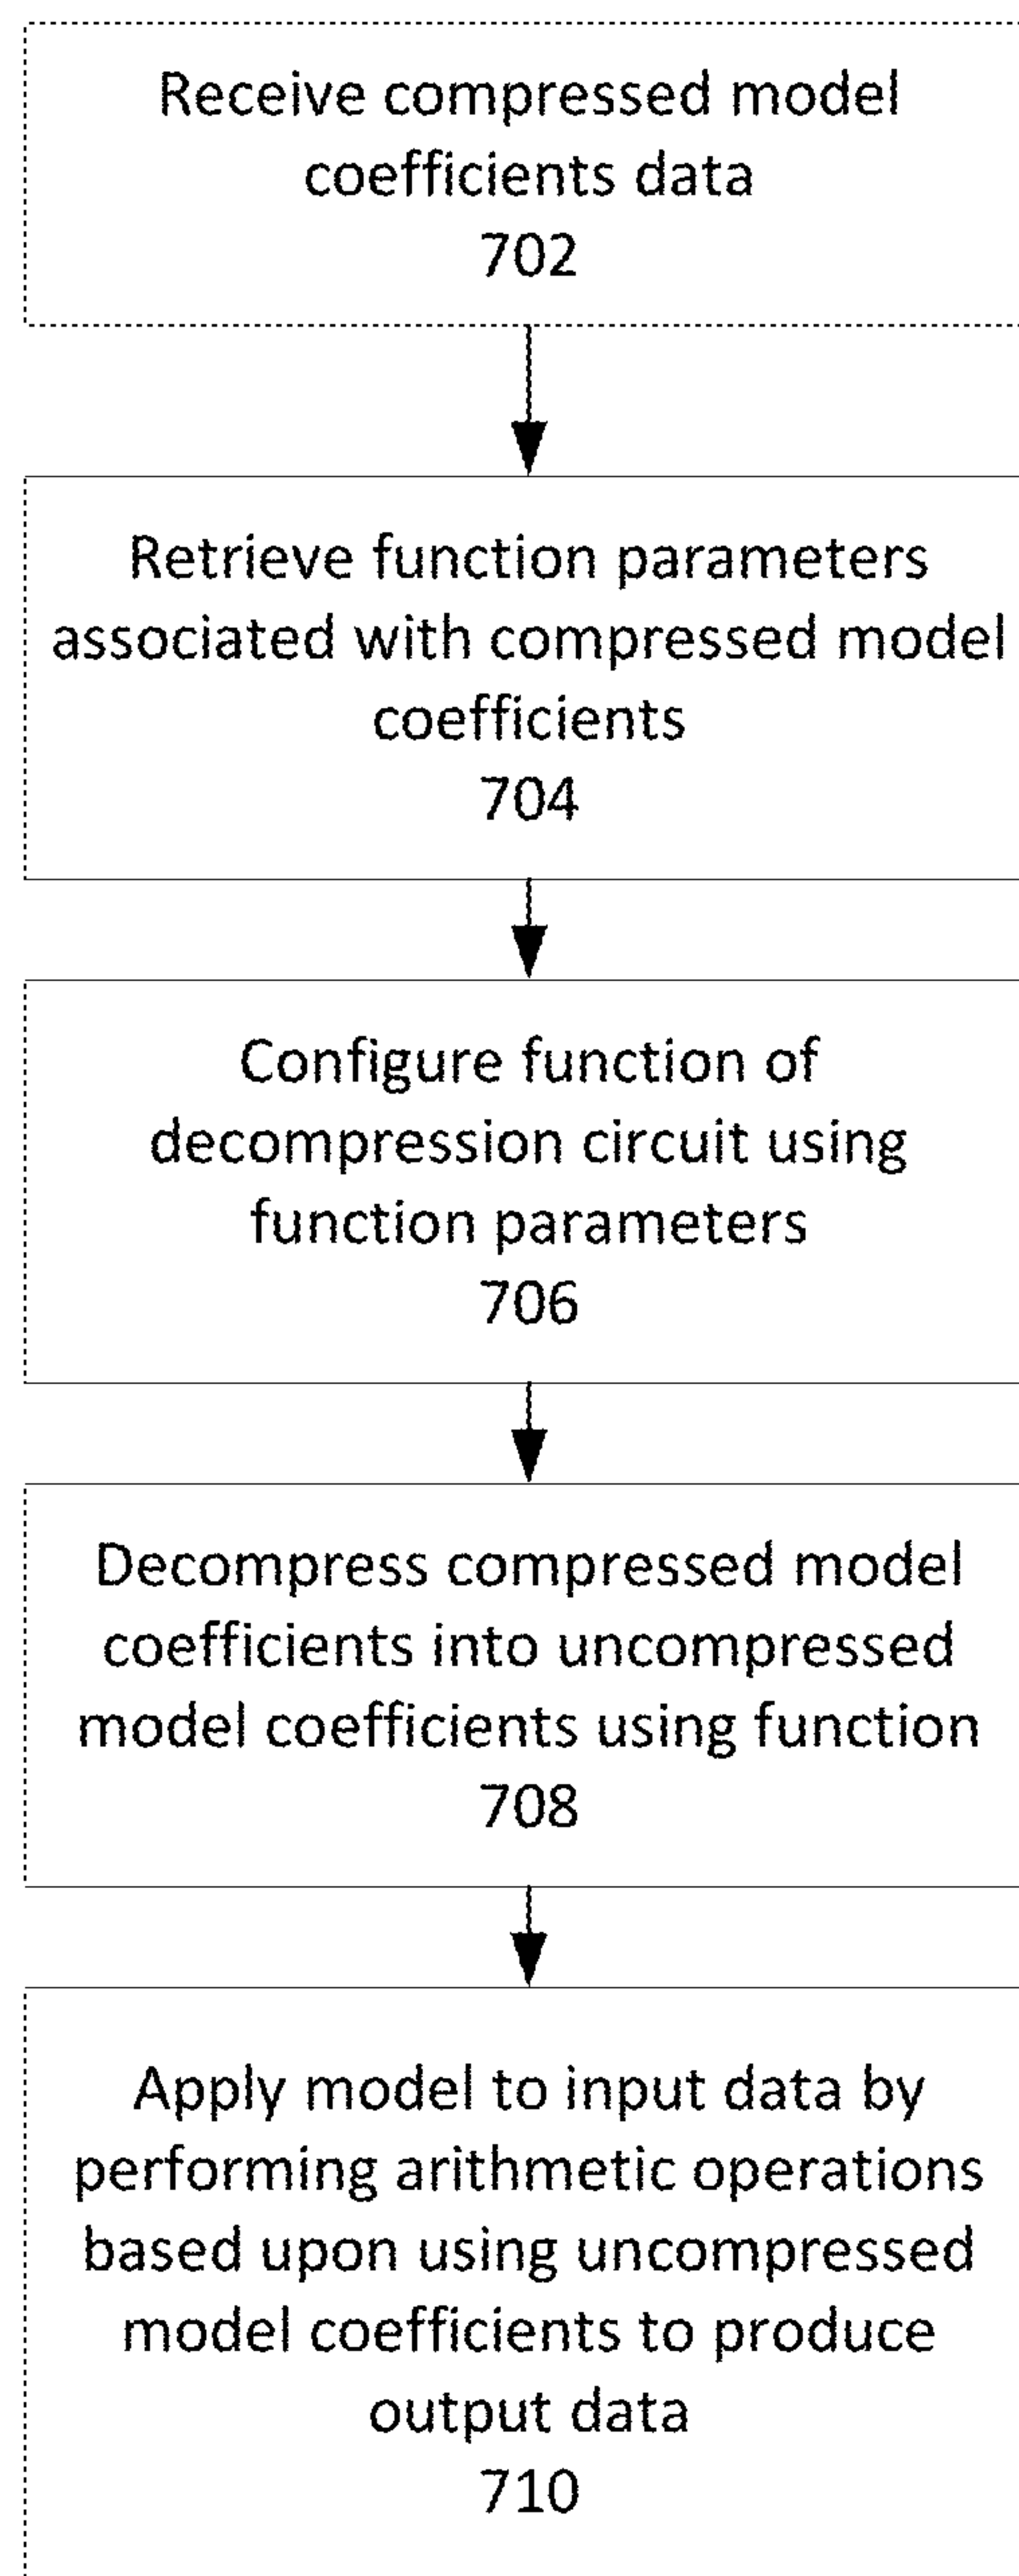 Receive compressed model
coefficients data
702
Retrieve function parameters
associated with compressed model
coefficients
704
Configure function of
decompression circuit using
function parameters
706
Decompress compressed model
coefficients into uncompressed
model coefficients using function
708
Apply model to input data by
performing arithmetic operations
based upon using uncompressed
model coefficients to produce
output data
710